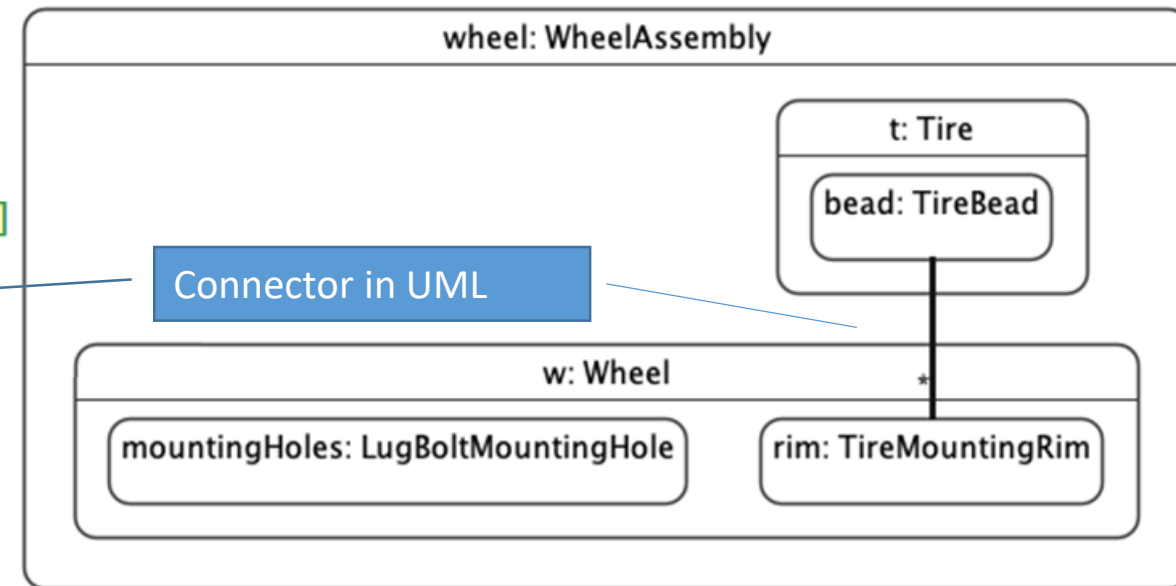 wheel: WheelAssembly
t: Tire
bead: TireBead
]
Connector in UML
w: Wheel
*
mountingHoles: LugBoltMountingHole
rim: TireMountingRim